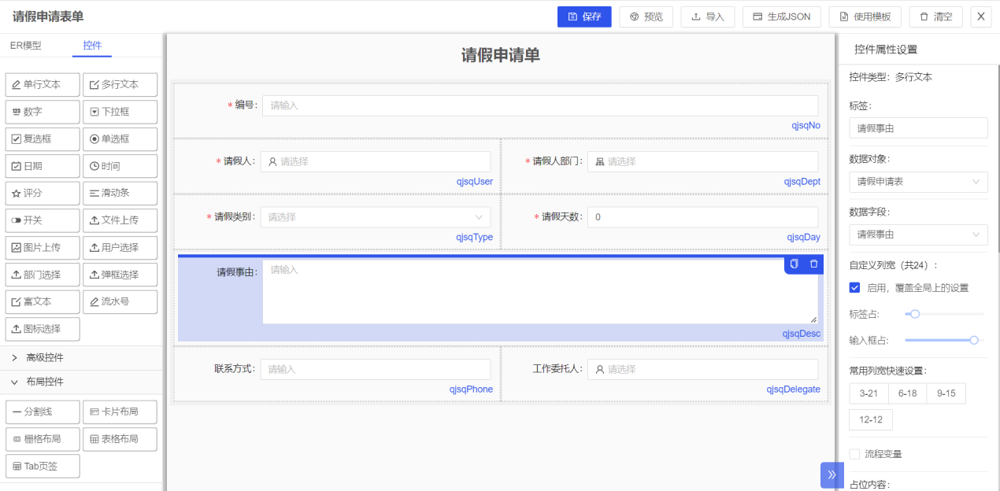 请假申请表单
保存
预览
导入
生成JSON
使用模板
清空
X
ER模型
控件
单行文本
多行文本
数字
下拉框
复选框
单选框
日期
时间
评分
滑动条
开关
文件上传
图片上传
用户选择
部门选择
弹框选择
富文本
流水号
图标选择
高级控件
布局控件
分割线
卡片布局
栅格布局
表格布局
Tab页签
请假申请单
* 编号: 请输入
qjsqNo
* 请假人: 请选择
qjsqUser
* 请假人部门: 请选择
qjsqDept
* 请假类别: 请选择
qjsqType
* 请假天数: 0
qjsqDay
请假事由: 请输入
qjsqDesc
联系方式: 请输入
qjsqPhone
工作委托人: 请选择
qjsqDelegate
控件属性设置
控件类型: 多行文本
标签:
请假事由
数据对象:
请假申请表
数据字段:
请假事由
自定义列宽（共24）:
启用，覆盖全局上的设置
标签占:
输入框占:
常用列宽快速设置:
3-21
6-18
9-15
12-12
流程变量
占位内容: